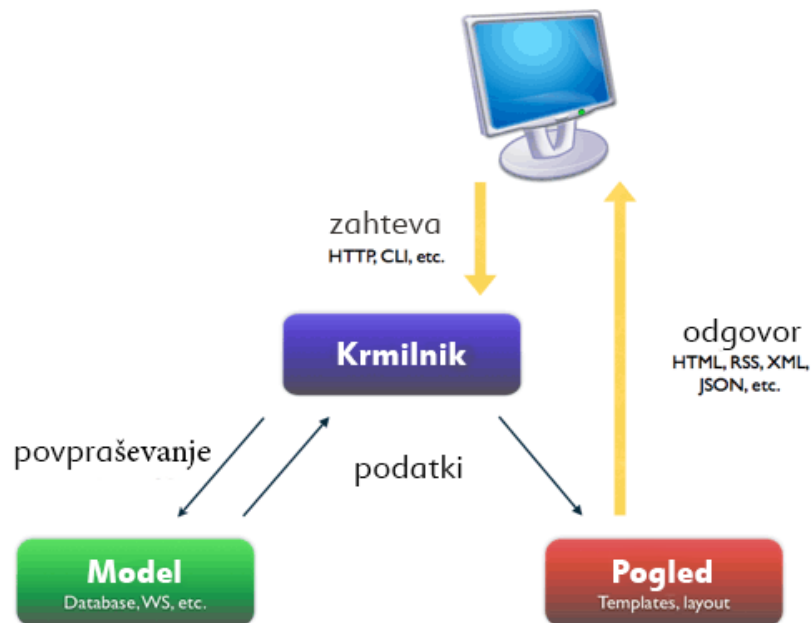 zahteva
HTTP, CLI, etc.
Krmilnik
odgovor
HTML, RSS, XML,
JSON, etc.
povpraševanje
podatki
Model
Database, WS, etc.
Pogled
Templates, layout